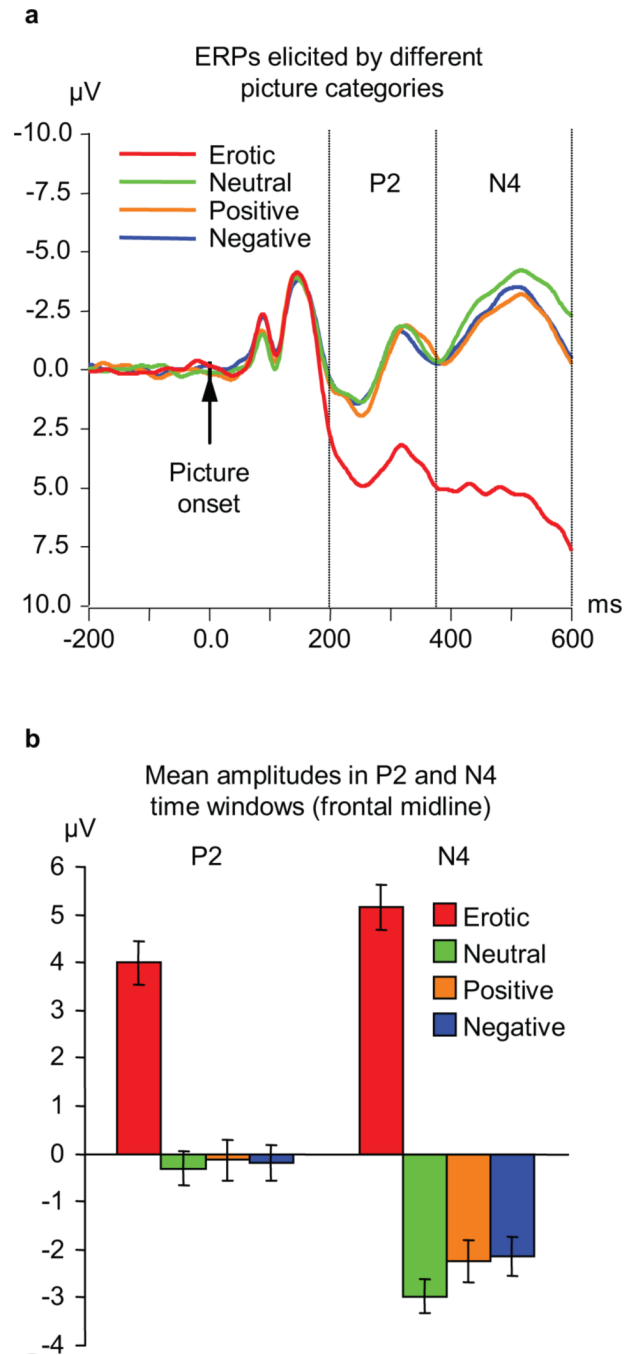 a
ERPs elicited by different
picture categories
μV
-10.0
-7.5
-5.0
-2.5
0.0
2.5
5.0
7.5
10.0
Erotic
Neutral
Positive
Negative
P2
N4
Picture
onset
ms
-200
0.0
200
400
600
b
Mean amplitudes in P2 and N4
time windows (frontal midline)
μV
P2
N4
6
5
4
3
2
1
0
-1
-2
-3
-4
Erotic
Neutral
Positive
Negative